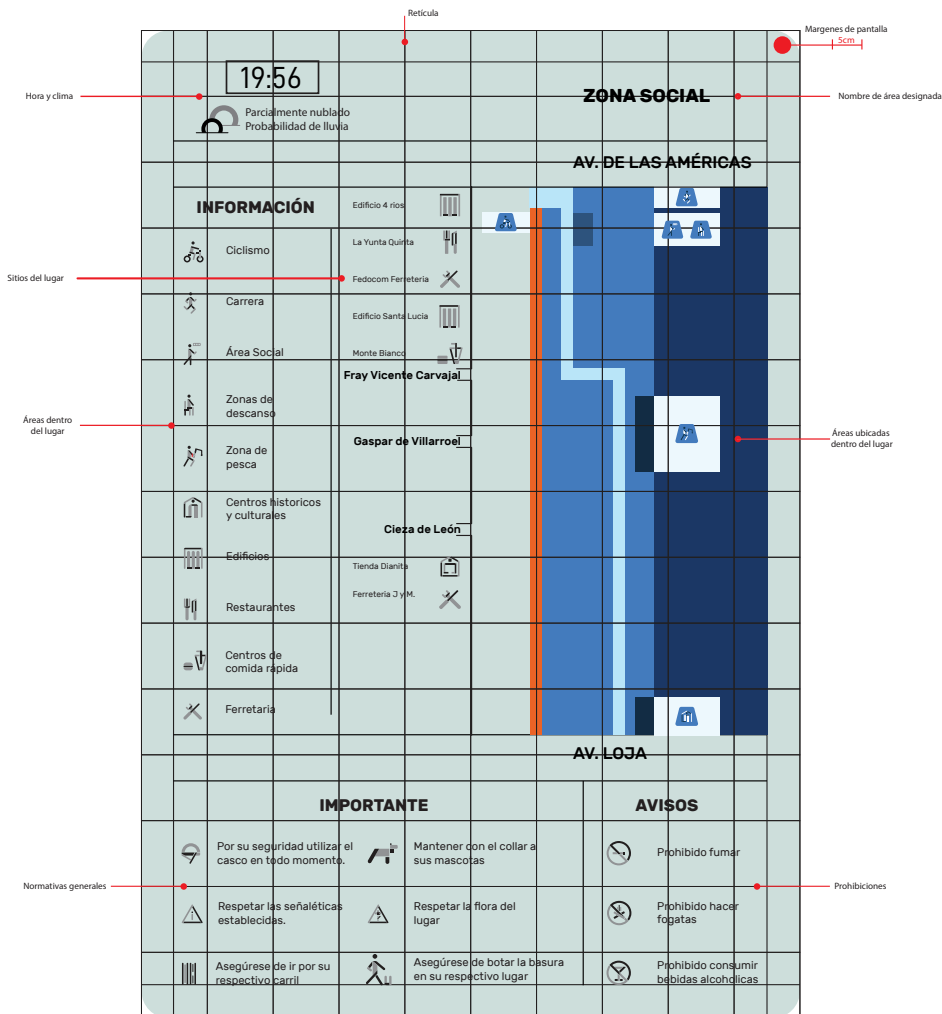 Retícula
Margenes de pantalla
5cm
19:56
Hora y clima
ZONA SOCIAL
Nombre de área designada
Parcialmente nublado
Probabilidad de lluvia
AV. DE LAS AMÉRICAS
INFORMACIÓN
Ciclismo
Sitios del lugar
Carrera
Área Social
Zonas de
descanso
Áreas dentro
del lugar
Zona de
pesca
Centros historicos
y culturales
Edificios
Restaurantes
Centros de
comida rápida
Ferretaria
Edificio 4 rios
La Yunta Quinta
Fedocom Ferreteria
Edificio Santa Lucia
Monte Bianco
Fray Vicente Carvajal
Gaspar de Villarroel
Cieza de León
Tienda Dianita
Ferreteria J y M.
Áreas ubicadas
dentro del lugar
AV. LOJA
IMPORTANTE
Por su seguridad utilizar el
casco en todo momento.
Mantener con el collar a
sus mascotas
Normativas generales
Respetar las señaléticas
establecidas.
Respetar la flora del
lugar
Asegúrese de ir por su
respectivo carril
Asegúrese de botar la basura
en su respectivo lugar
AVISOS
Prohibido fumar
Prohibiciones
Prohibido hacer
fogatas
Prohibido consumir
bebidas alcoholicas